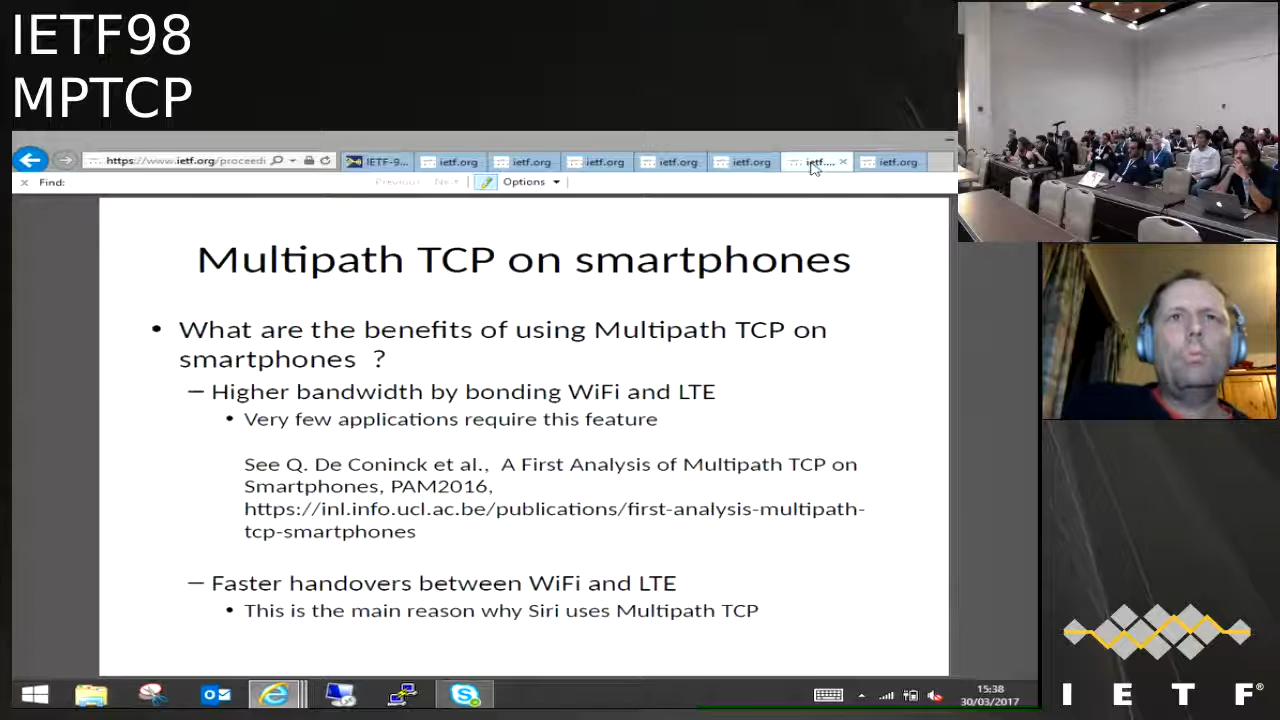 IETF98
MPTCP
https://www.ietf.org/proceedi
IETF-9...
ietf.org
ietf.org
ietf.org
ietf.org
ietf.org
ietf....
ietf.org
Find:
Previous
Next
Options
Multipath TCP on smartphones
• What are the benefits of using Multipath TCP on
smartphones ?
– Higher bandwidth by bonding WiFi and LTE
• Very few applications require this feature
See Q. De Coninck et al., A First Analysis of Multipath TCP on
Smartphones, PAM2016,
https://inl.info.ucl.ac.be/publications/first-analysis-multipath-
tcp-smartphones
– Faster handovers between WiFi and LTE
• This is the main reason why Siri uses Multipath TCP
15:38
30/03/2017
I E T F®